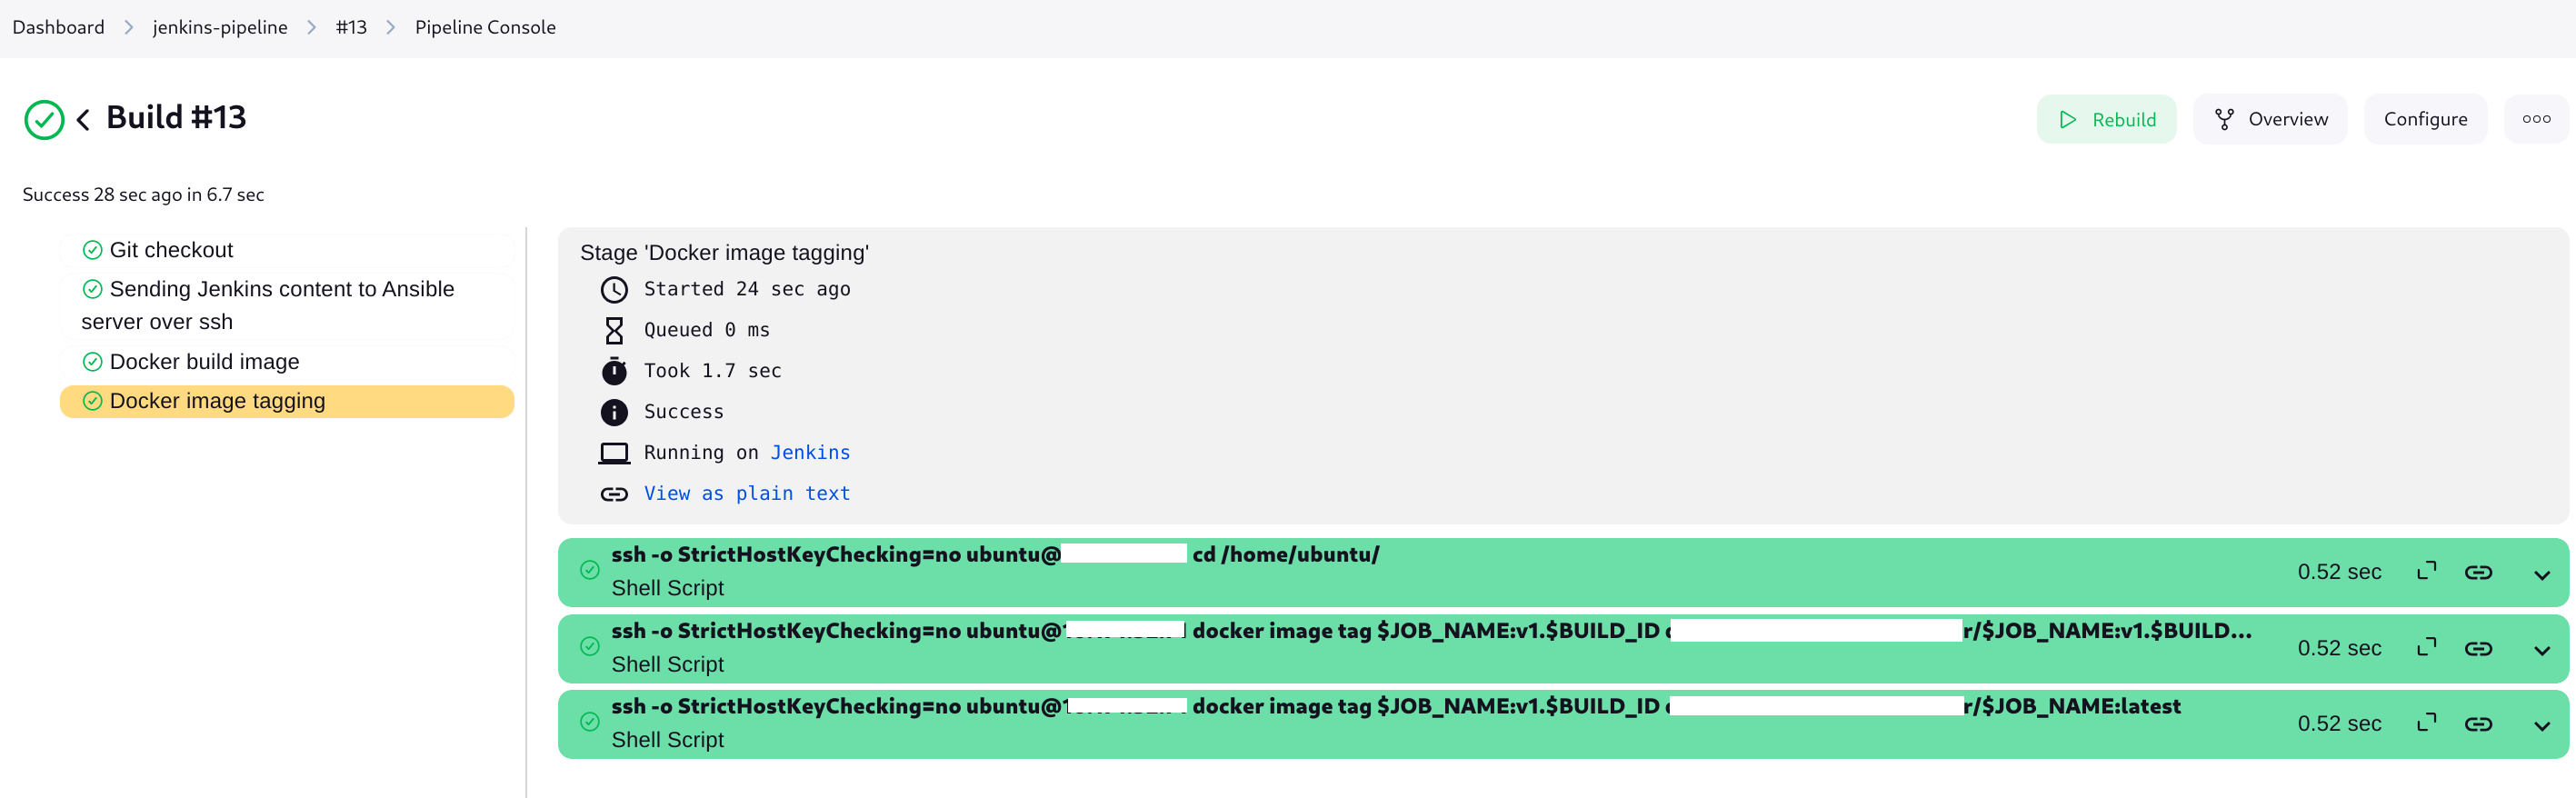 Dashboard > jenkins-pipeline > #13 > Pipeline Console
Build #13
Rebuild
Overview
Configure
Success 28 sec ago in 6.7 sec
Git checkout
Sending Jenkins content to Ansible
server over ssh
Docker build image
Docker image tagging
Stage 'Docker image tagging'
Started 24 sec ago
Queued 0 ms
Took 1.7 sec
Success
Running on Jenkins
View as plain text
ssh -o StrictHostKeyChecking=no ubuntu@ cd /home/ubuntu/
Shell Script
0.52 sec
ssh -o StrictHostKeyChecking=no ubuntu@ docker image tag $JOB_NAME:v1.$BUILD_ID r/$JOB_NAME:v1.$BUILD...
Shell Script
0.52 sec
ssh -o StrictHostKeyChecking=no ubuntu@ docker image tag $JOB_NAME:v1.$BUILD_ID r/$JOB_NAME:latest
Shell Script
0.52 sec